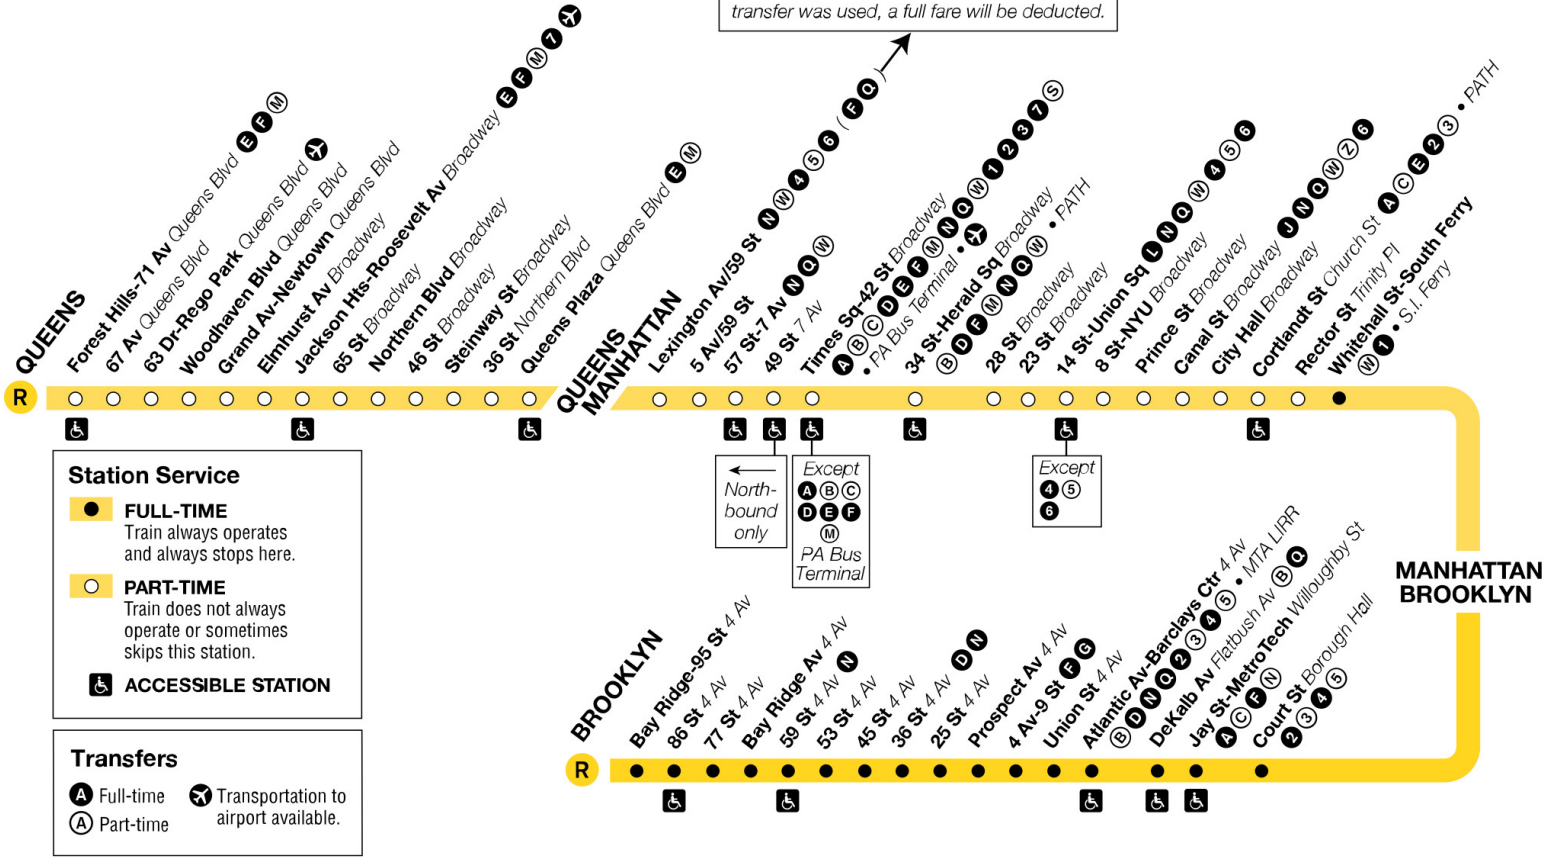 transfer was used, a full fare will be deducted.
QUEENS
R
Forest Hills-71 Av Queens Blvd E F M
67 Av Queens Blvd
63 Dr-Rego Park Queens Blvd
Woodhaven Blvd Queens Blvd
Grand Av-Newtown Queens Blvd
Elmhurst Av Broadway
Jackson Hts-Roosevelt Av Broadway E F M 7
65 St Broadway
Northern Blvd Broadway
46 St Broadway
Steinway St Broadway
36 St Northern Blvd
Queens Plaza Queens Blvd E M
QUEENS
MANHATTAN
Lexington Av/59 St N W 4 5 6 ( F Q )
5 Av/59 St
57 St-7 Av N Q W
49 St 7 Av
Times Sq-42 St Broadway
A B C D E F M N Q W 1 2 3 7 S
• PA Bus Terminal •
34 St-Herald Sq Broadway
B D F M N Q W • PATH
28 St Broadway
23 St Broadway
14 St-Union Sq L N Q W 4 5 6
8 St-NYU Broadway
Prince St Broadway
Canal St Broadway J N Q W Z 6
City Hall Broadway
Cortlandt St Church St A C E 2 3 • PATH
Rector St Trinity Pl
Whitehall St-South Ferry
W 1 • S.I. Ferry
North-
bound
only
Except
A B C
D E F
M
PA Bus
Terminal
Except
4 5
6
Station Service
FULL-TIME
Train always operates
and always stops here.
PART-TIME
Train does not always
operate or sometimes
skips this station.
ACCESSIBLE STATION
Transfers
A Full-time
A Part-time
Transportation to
airport available.
MANHATTAN
BROOKLYN
BROOKLYN
R
Bay Ridge-95 St 4 Av
86 St 4 Av
77 St 4 Av
Bay Ridge Av 4 Av
59 St 4 Av N
53 St 4 Av
45 St 4 Av
36 St 4 Av D N
25 St 4 Av
Prospect Av 4 Av
4 Av-9 St F G
Union St 4 Av
Atlantic Av-Barclays Ctr 4 Av
B D N Q 2 3 4 5 • MTA LIRR
DeKalb Av Flatbush Av B Q
Jay St-MetroTech Willoughby St
A C F N
Court St Borough Hall
2 3 4 5